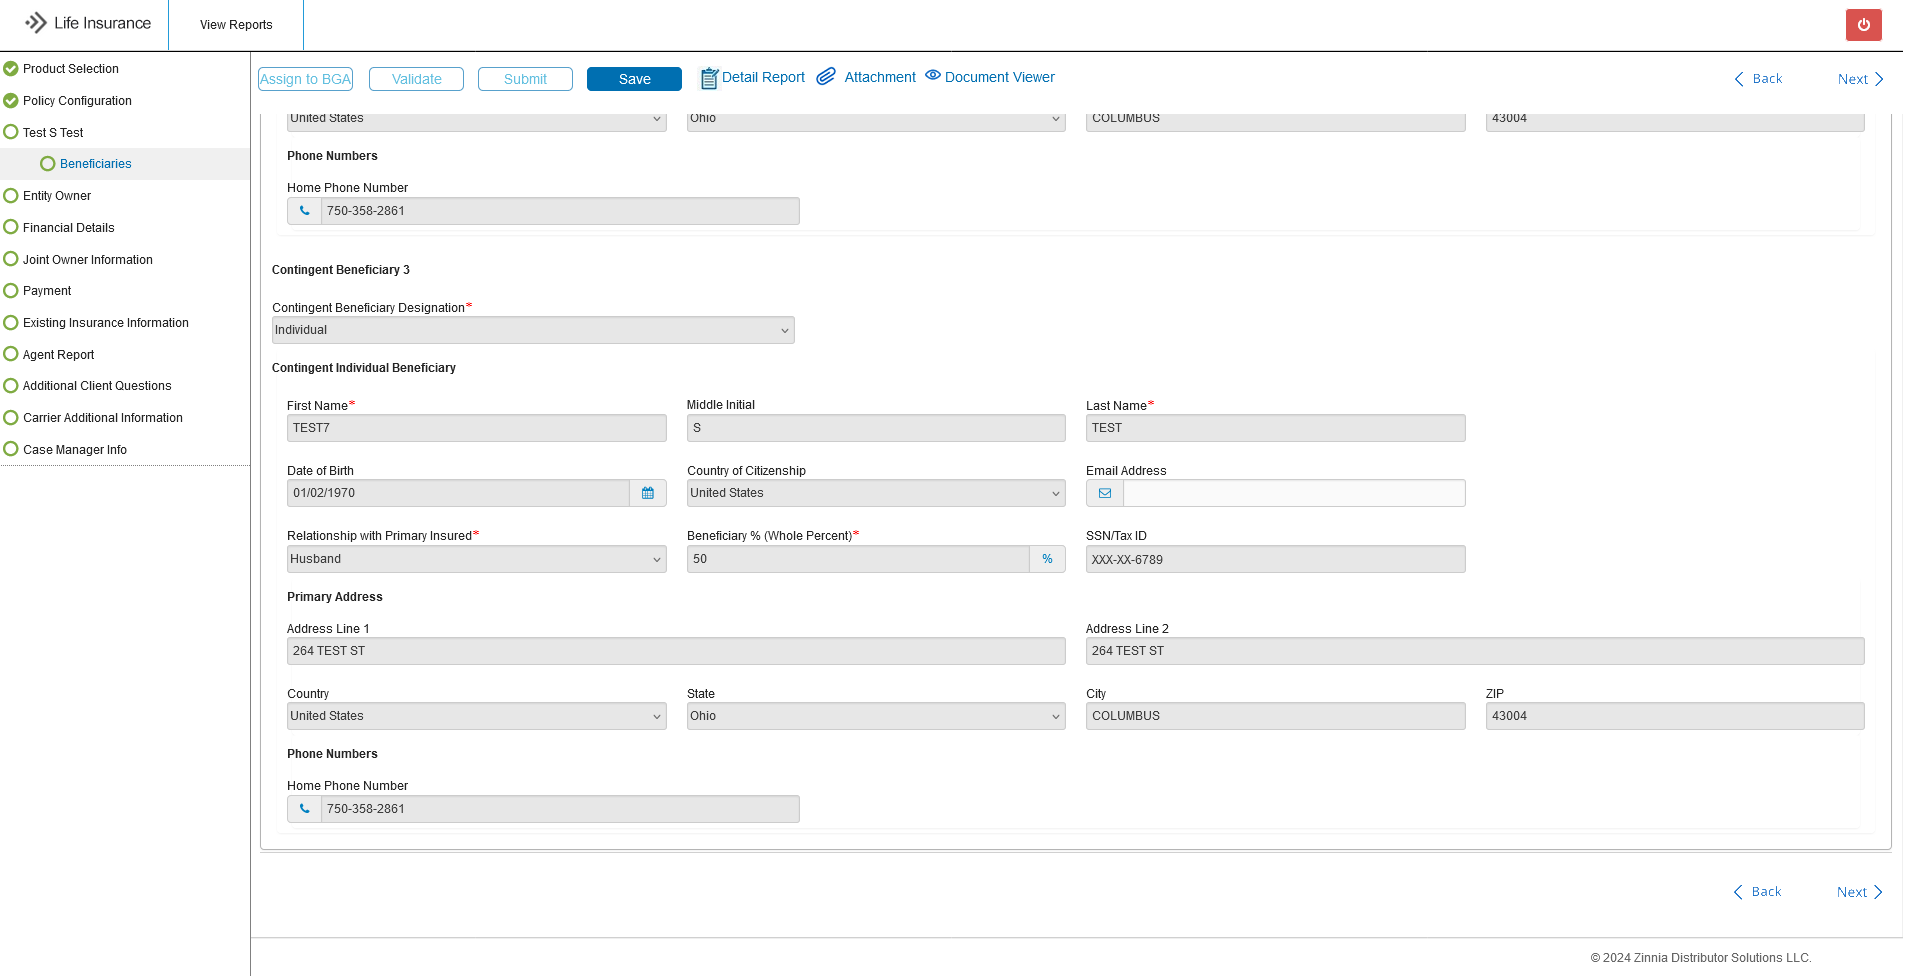 Life Insurance
View Reports
Product Selection
Policy Configuration
Test S Test
Beneficiaries
Entity Owner
Financial Details
Joint Owner Information
Payment
Existing Insurance Information
Agent Report
Additional Client Questions
Carrier Additional Information
Case Manager Info
Assign to BGA Validate Submit Save Detail Report Attachment Document Viewer Back Next
United States Ohio COLUMBUS 43004
Phone Numbers
Home Phone Number
750-358-2861
Contingent Beneficiary 3
Contingent Beneficiary Designation*
Individual
Contingent Individual Beneficiary
First Name* Middle Initial Last Name*
TEST7 S TEST
Date of Birth Country of Citizenship Email Address
01/02/1970 United States
Relationship with Primary Insured* Beneficiary % (Whole Percent)* SSN/Tax ID
Husband 50 % XXX-XX-6789
Primary Address
Address Line 1 Address Line 2
264 TEST ST 264 TEST ST
Country State City ZIP
United States Ohio COLUMBUS 43004
Phone Numbers
Home Phone Number
750-358-2861
Back Next
© 2024 Zinnia Distributor Solutions LLC.